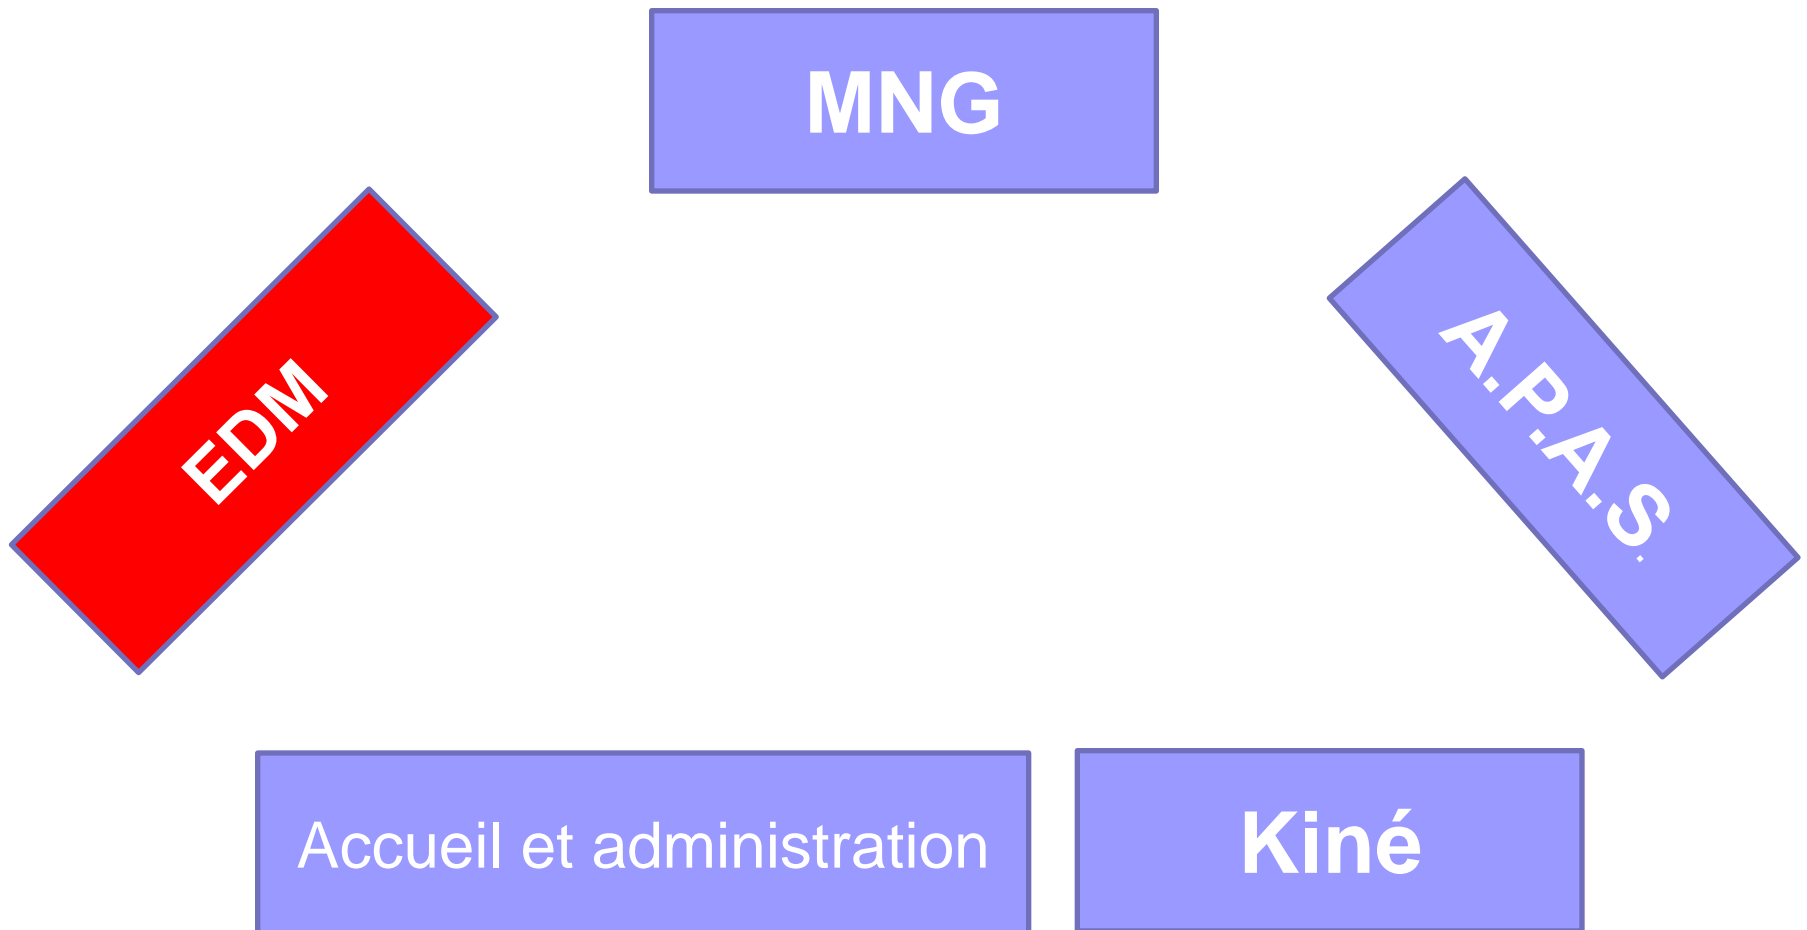 MNG
EDM
A.P.A.S.
Accueil et administration
Kiné